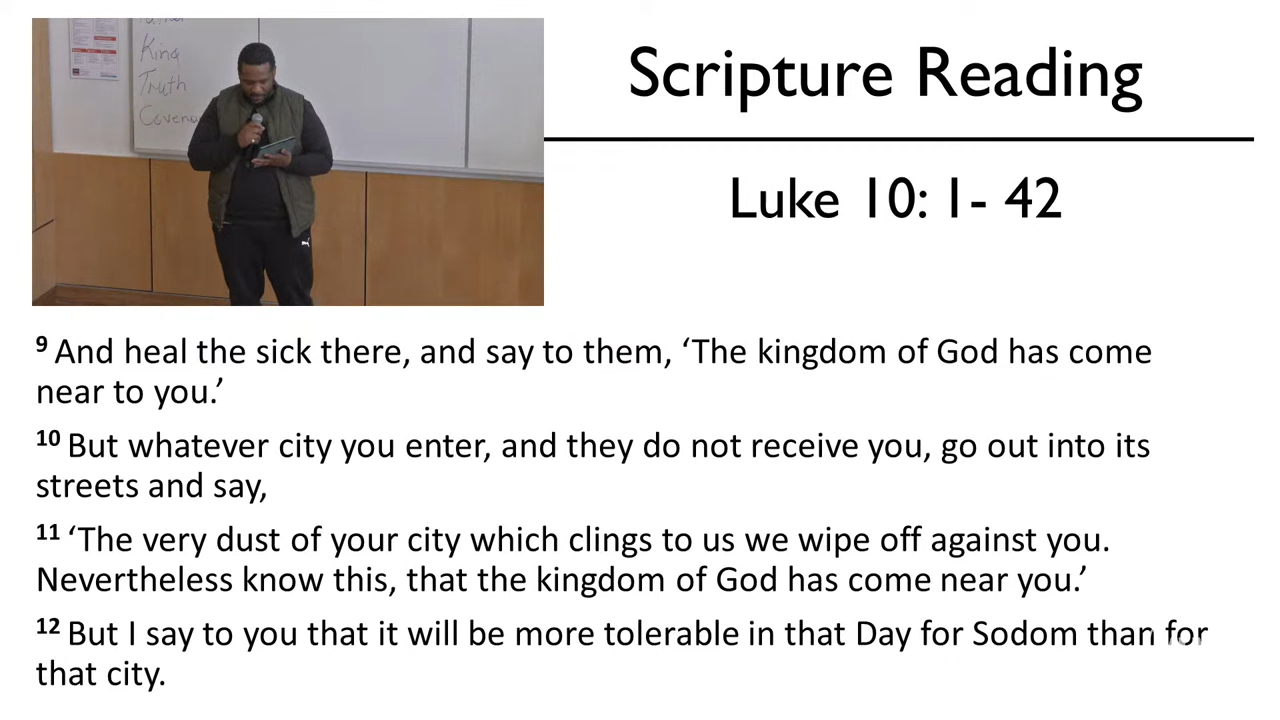 King
Truth
Scripture Reading
Luke 10: 1- 42
9 And heal the sick there, and say to them, ‘The kingdom of God has come
near to you.’
10 But whatever city you enter, and they do not receive you, go out into its
streets and say,
11 ‘The very dust of your city which clings to us we wipe off against you.
Nevertheless know this, that the kingdom of God has come near you.’
12 But I say to you that it will be more tolerable in that Day for Sodom than for
that city.